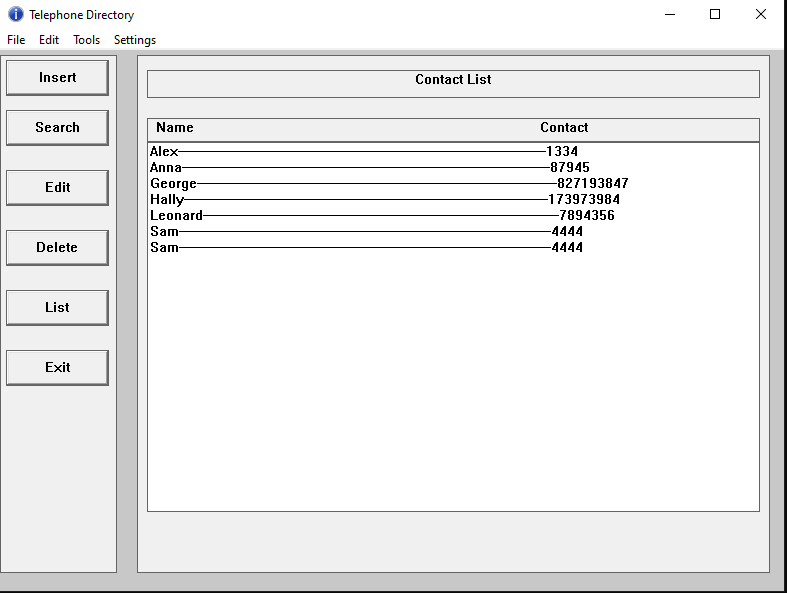 Telephone Directory
File Edit Tools Settings
Insert
Search
Edit
Delete
List
Exit
Contact List
Name Contact
Alex————————————————————1334
Anna————————————————————87945
George————————————————————827193847
Hally————————————————————173973984
Leonard————————————————————7894356
Sam————————————————————4444
Sam————————————————————4444